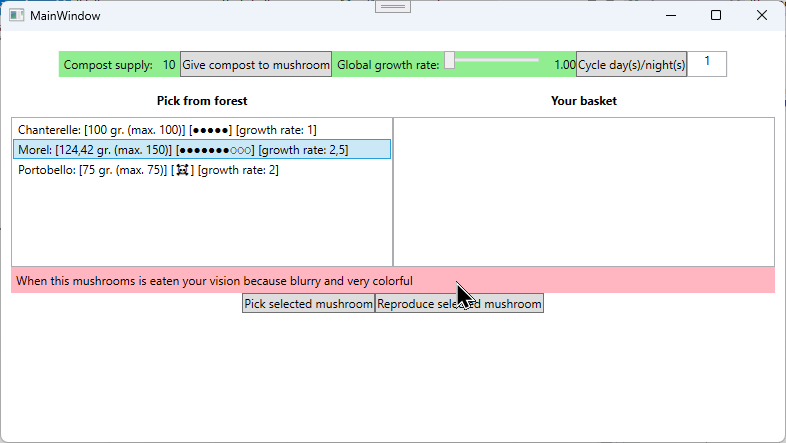 MainWindow
Compost supply: 10 Give compost to mushroom Global growth rate: 1.00 Cycle day(s)/night(s) 1
Pick from forest Your basket
Chanterelle: [100 gr. (max. 100)] [●●●●●] [growth rate: 1]
Morel: [124,42 gr. (max. 150)] [●●●●●●●○○○] [growth rate: 2,5]
Portobello: [75 gr. (max. 75)] [☠] [growth rate: 2]
When this mushrooms is eaten your vision because blurry and very colorful
Pick selected mushroom Reproduce selected mushroom